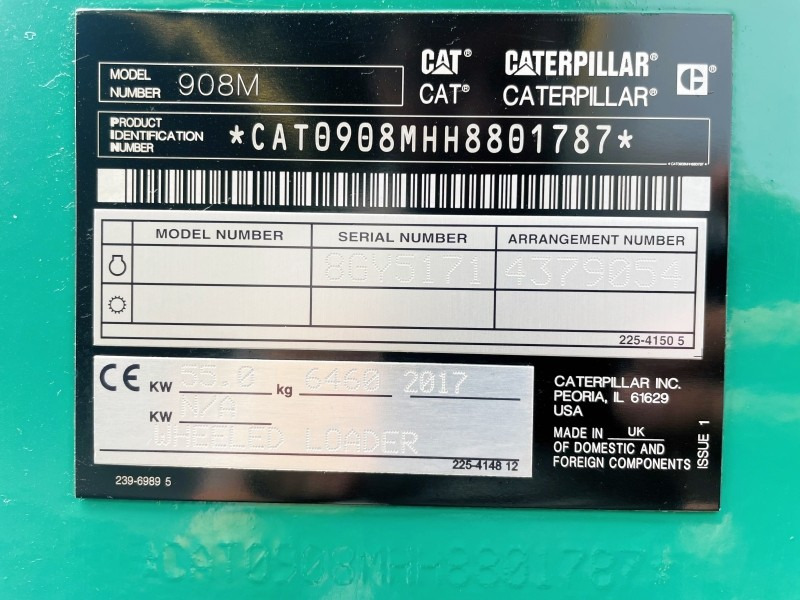 MODEL NUMBER 908M
CAT® CATERPILLAR®
CAT® CATERPILLAR®
PRODUCT IDENTIFICATION NUMBER *CAT0908MHH8801787*
*CAT0908MHH8801787*
MODEL NUMBER SERIAL NUMBER ARRANGEMENT NUMBER
8GY5171 4379054
225-4150 5
CE KW 55.0 kg 6460 2017
KW N/A
WHEELED LOADER
225-4148 12
239-6989 5
CATERPILLAR INC.
PEORIA, IL 61629
USA
MADE IN UK
OF DOMESTIC AND
FOREIGN COMPONENTS
ISSUE 1
*CAT0908MHH8801787*